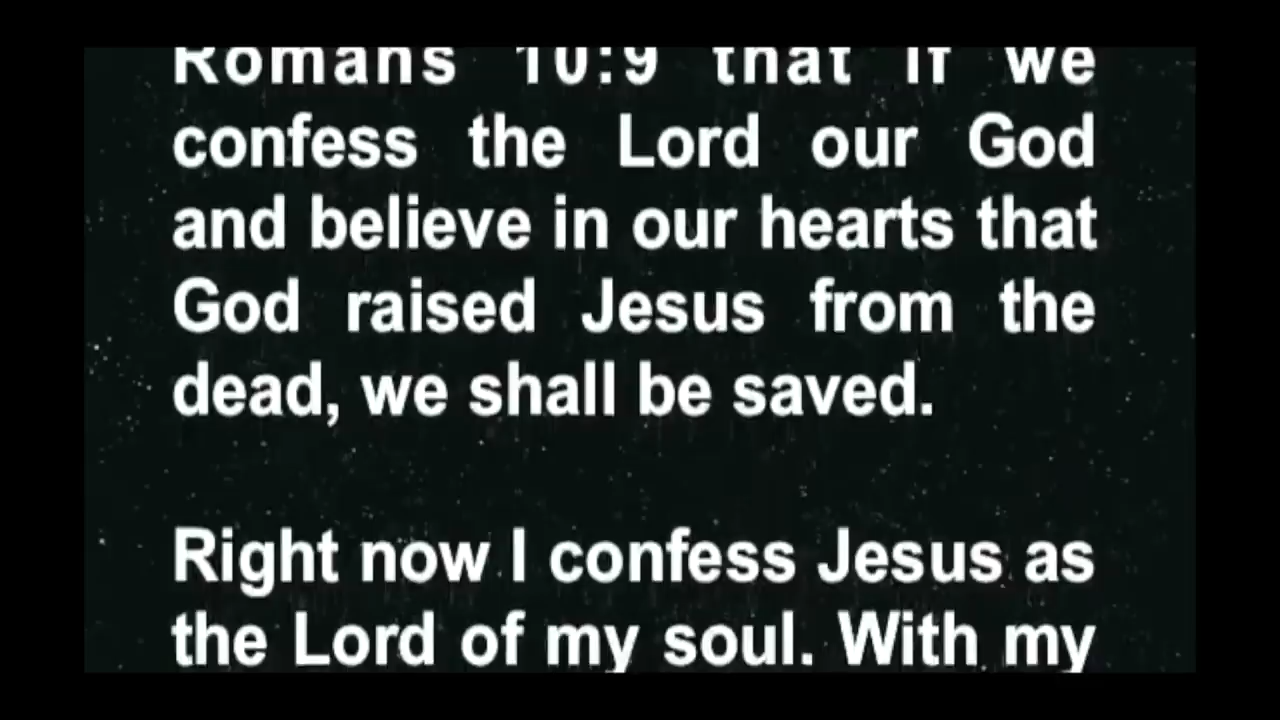 Romans 10:9 that if we
confess the Lord our God
and believe in our hearts that
God raised Jesus from the
dead, we shall be saved.
Right now I confess Jesus as
the Lord of my soul. With my